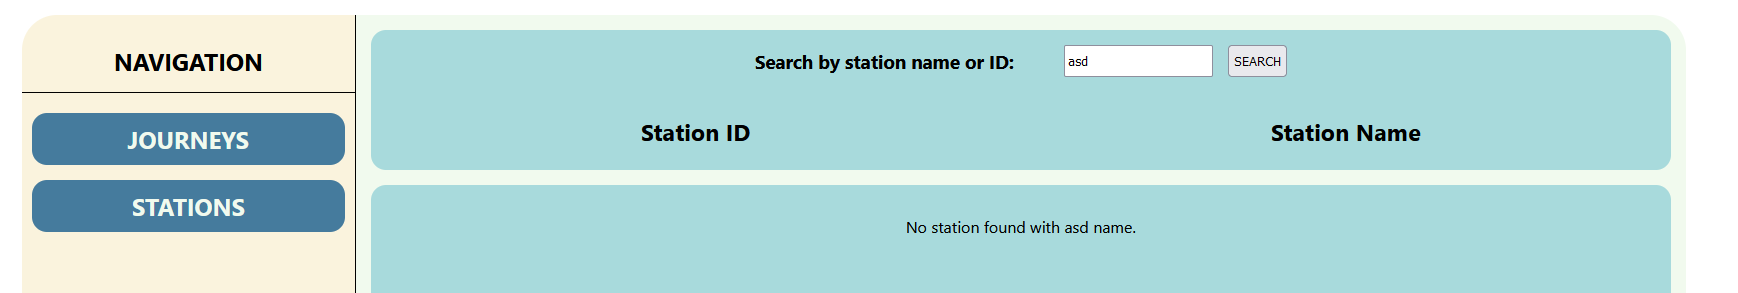 NAVIGATION
JOURNEYS
STATIONS
Search by station name or ID: asd SEARCH
Station ID Station Name
No station found with asd name.